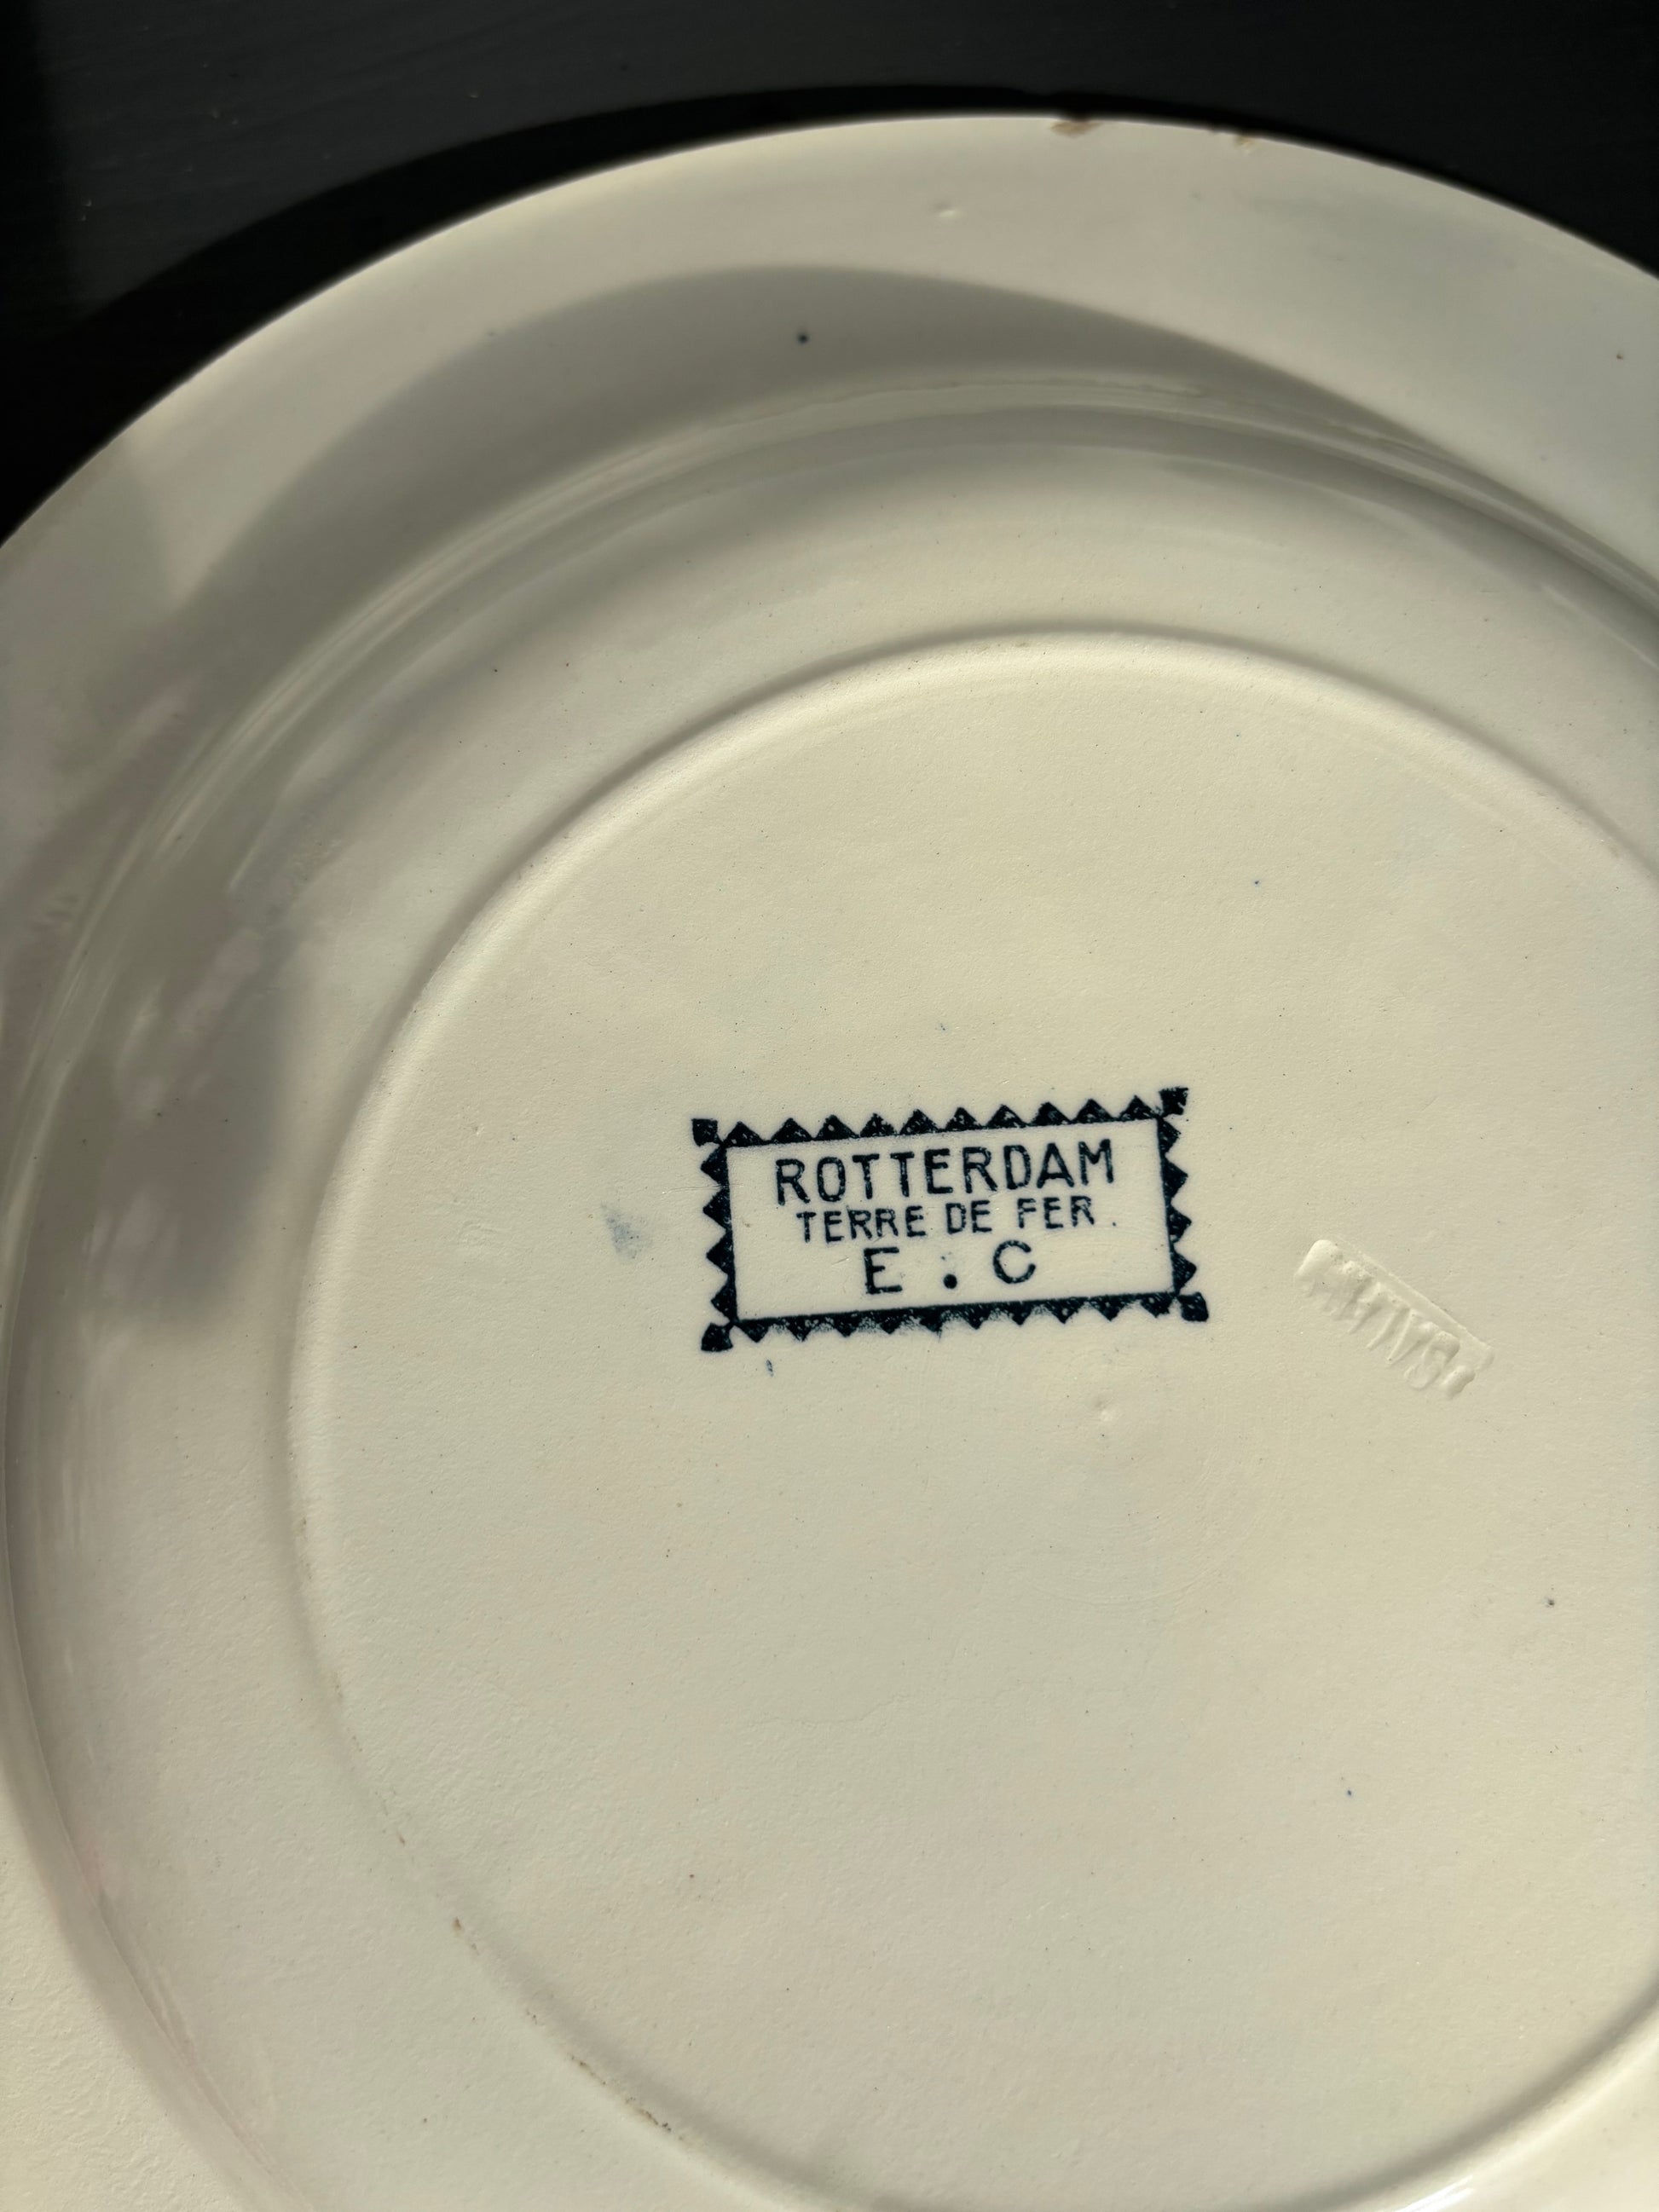 ROTTERDAM
TERRE DE FER.
E . C